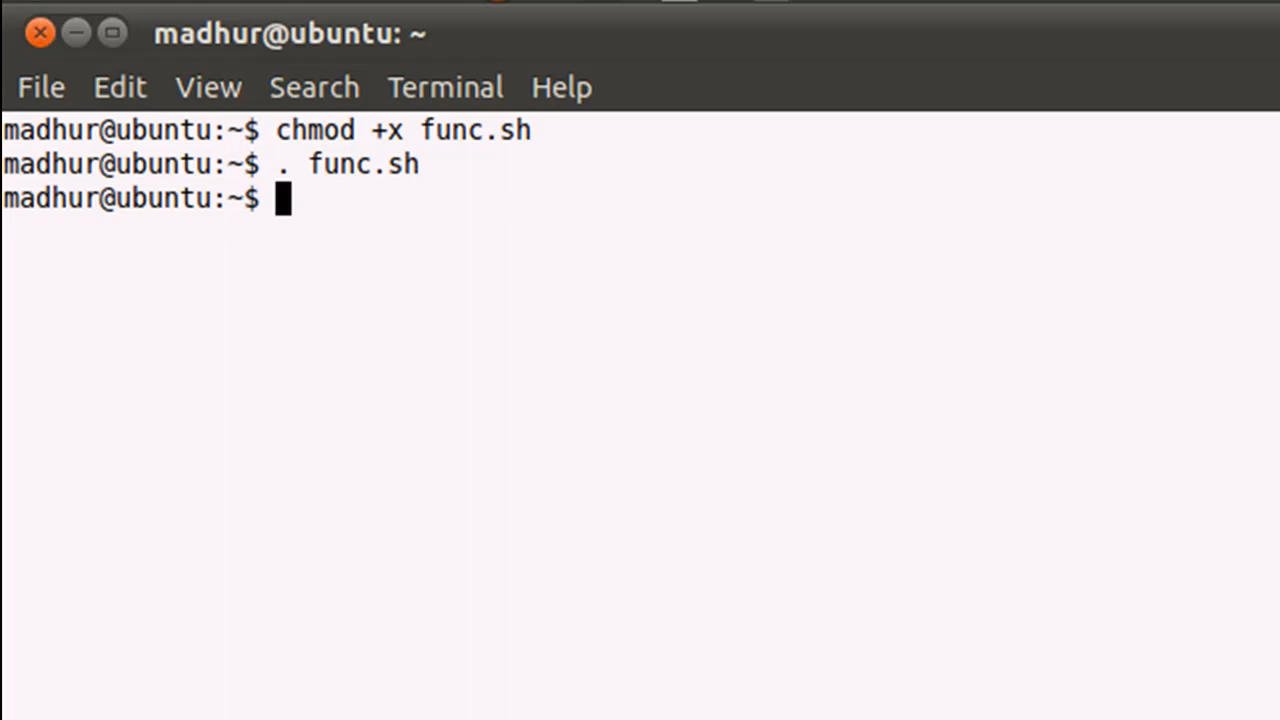 madhur@ubuntu: ~
File Edit View Search Terminal Help
madhur@ubuntu:~$ chmod +x func.sh
madhur@ubuntu:~$ . func.sh
madhur@ubuntu:~$